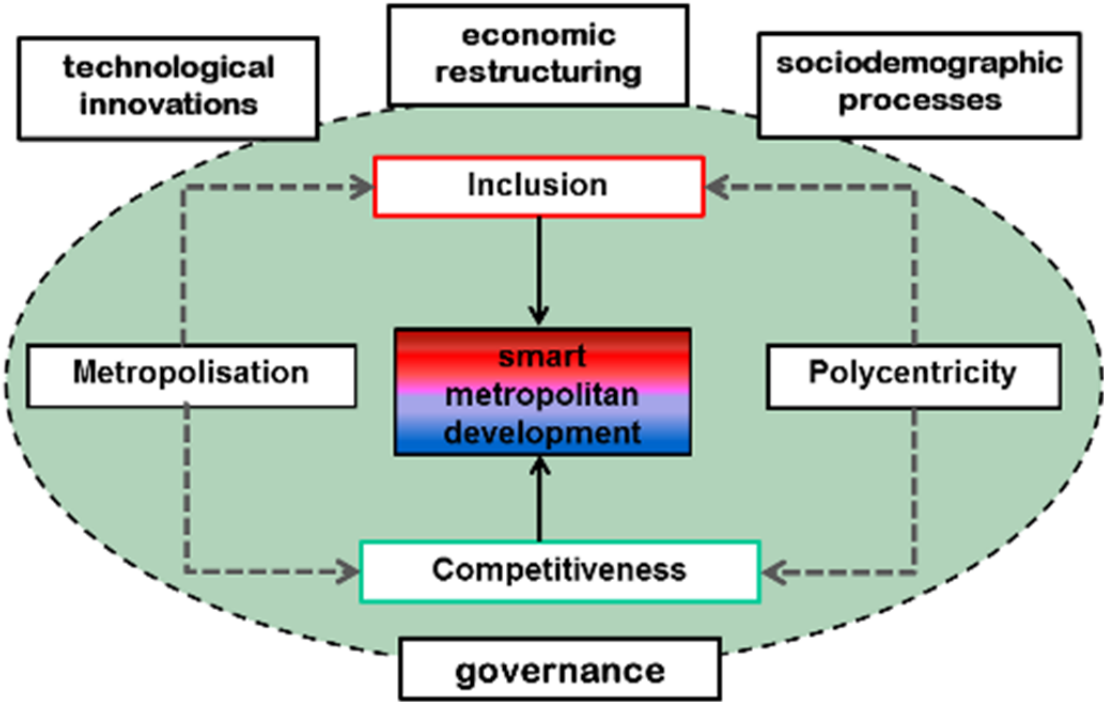 technological
innovations
economic
restructuring
sociodemographic
processes
Inclusion
Metropolisation
smart
metropolitan
development
Polycentricity
Competitiveness
governance